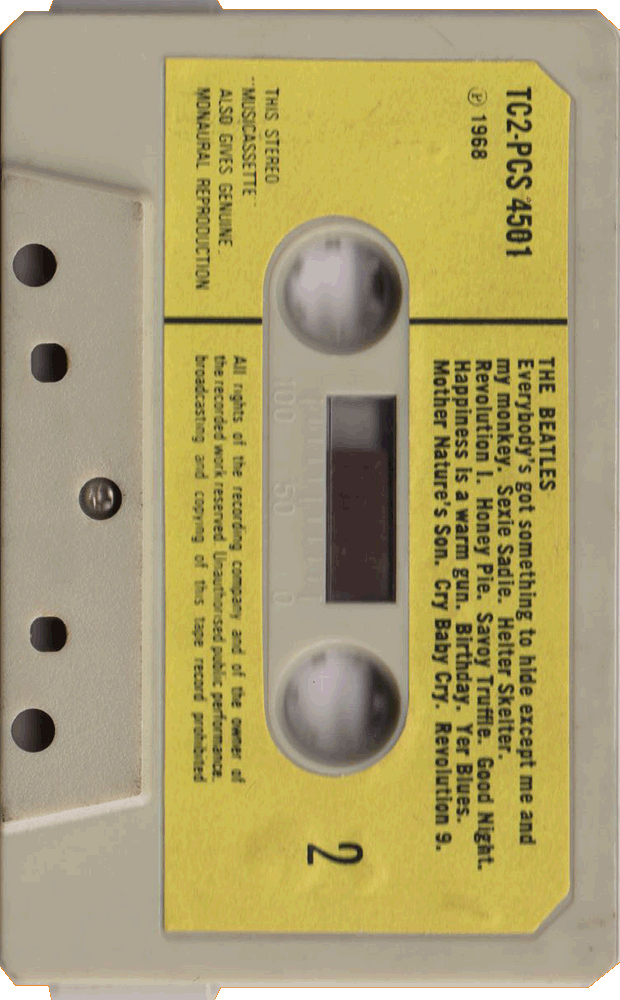 TC2-PCS 4501
Ⓟ 1968
THE BEATLES
Everybody's got something to hide except me and
my monkey. Sexie Sadie. Helter Skelter.
Revolution 1. Honey Pie. Savoy Truffle. Good Night.
Happiness is a warm gun. Birthday. Yer Blues.
Mother Nature's Son. Cry Baby Cry. Revolution 9.
100 50 0
2
THIS STEREO
"MUSICASSETTE"
ALSO GIVES GENUINE
MONAURAL REPRODUCTION
All rights of the recording company and of the owner of
the recorded work reserved. Unauthorised public performance,
broadcasting and copying of this tape record prohibited